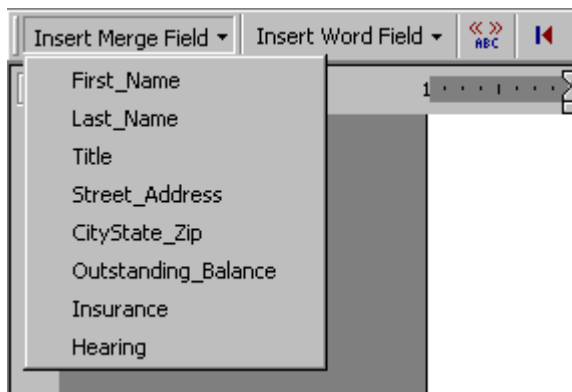 Insert Merge Field Insert Word Field « » ABC
First_Name
1
Last_Name
Title
Street_Address
CityState_Zip
Outstanding_Balance
Insurance
Hearing